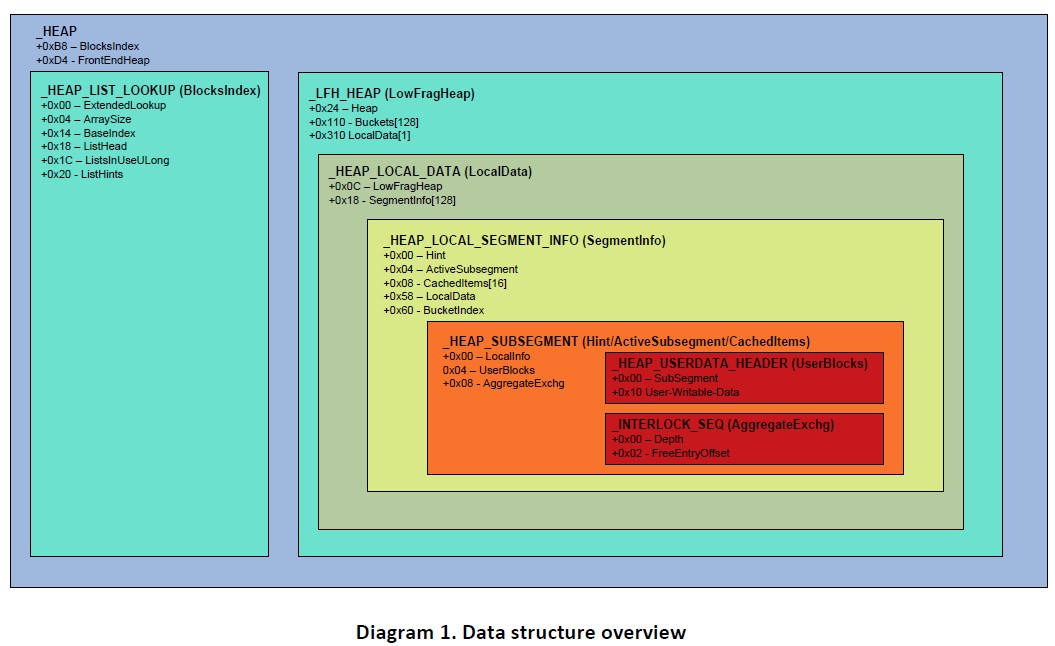 _HEAP
+0xB8 – BlocksIndex
+0xD4 - FrontEndHeap
_HEAP_LIST_LOOKUP (BlocksIndex)
+0x00 – ExtendedLookup
+0x04 – ArraySize
+0x14 – BaseIndex
+0x18 – ListHead
+0x1C – ListsInUseULong
+0x20 - ListHints
_LFH_HEAP (LowFragHeap)
+0x24 – Heap
+0x110 - Buckets[128]
+0x310 LocalData[1]
_HEAP_LOCAL_DATA (LocalData)
+0x0C – LowFragHeap
+0x18 - SegmentInfo[128]
_HEAP_LOCAL_SEGMENT_INFO (SegmentInfo)
+0x00 – Hint
+0x04 – ActiveSubsegment
+0x08 - CachedItems[16]
+0x58 – LocalData
+0x60 - BucketIndex
_HEAP_SUBSEGMENT (Hint/ActiveSubsegment/CachedItems)
+0x00 – LocalInfo
0x04 – UserBlocks
+0x08 - AggregateExchg
_HEAP_USERDATA_HEADER (UserBlocks)
+0x00 – SubSegment
+0x10 User-Writable-Data
_INTERLOCK_SEQ (AggregateExchg)
+0x00 – Depth
+0x02 - FreeEntryOffset
Diagram 1. Data structure overview